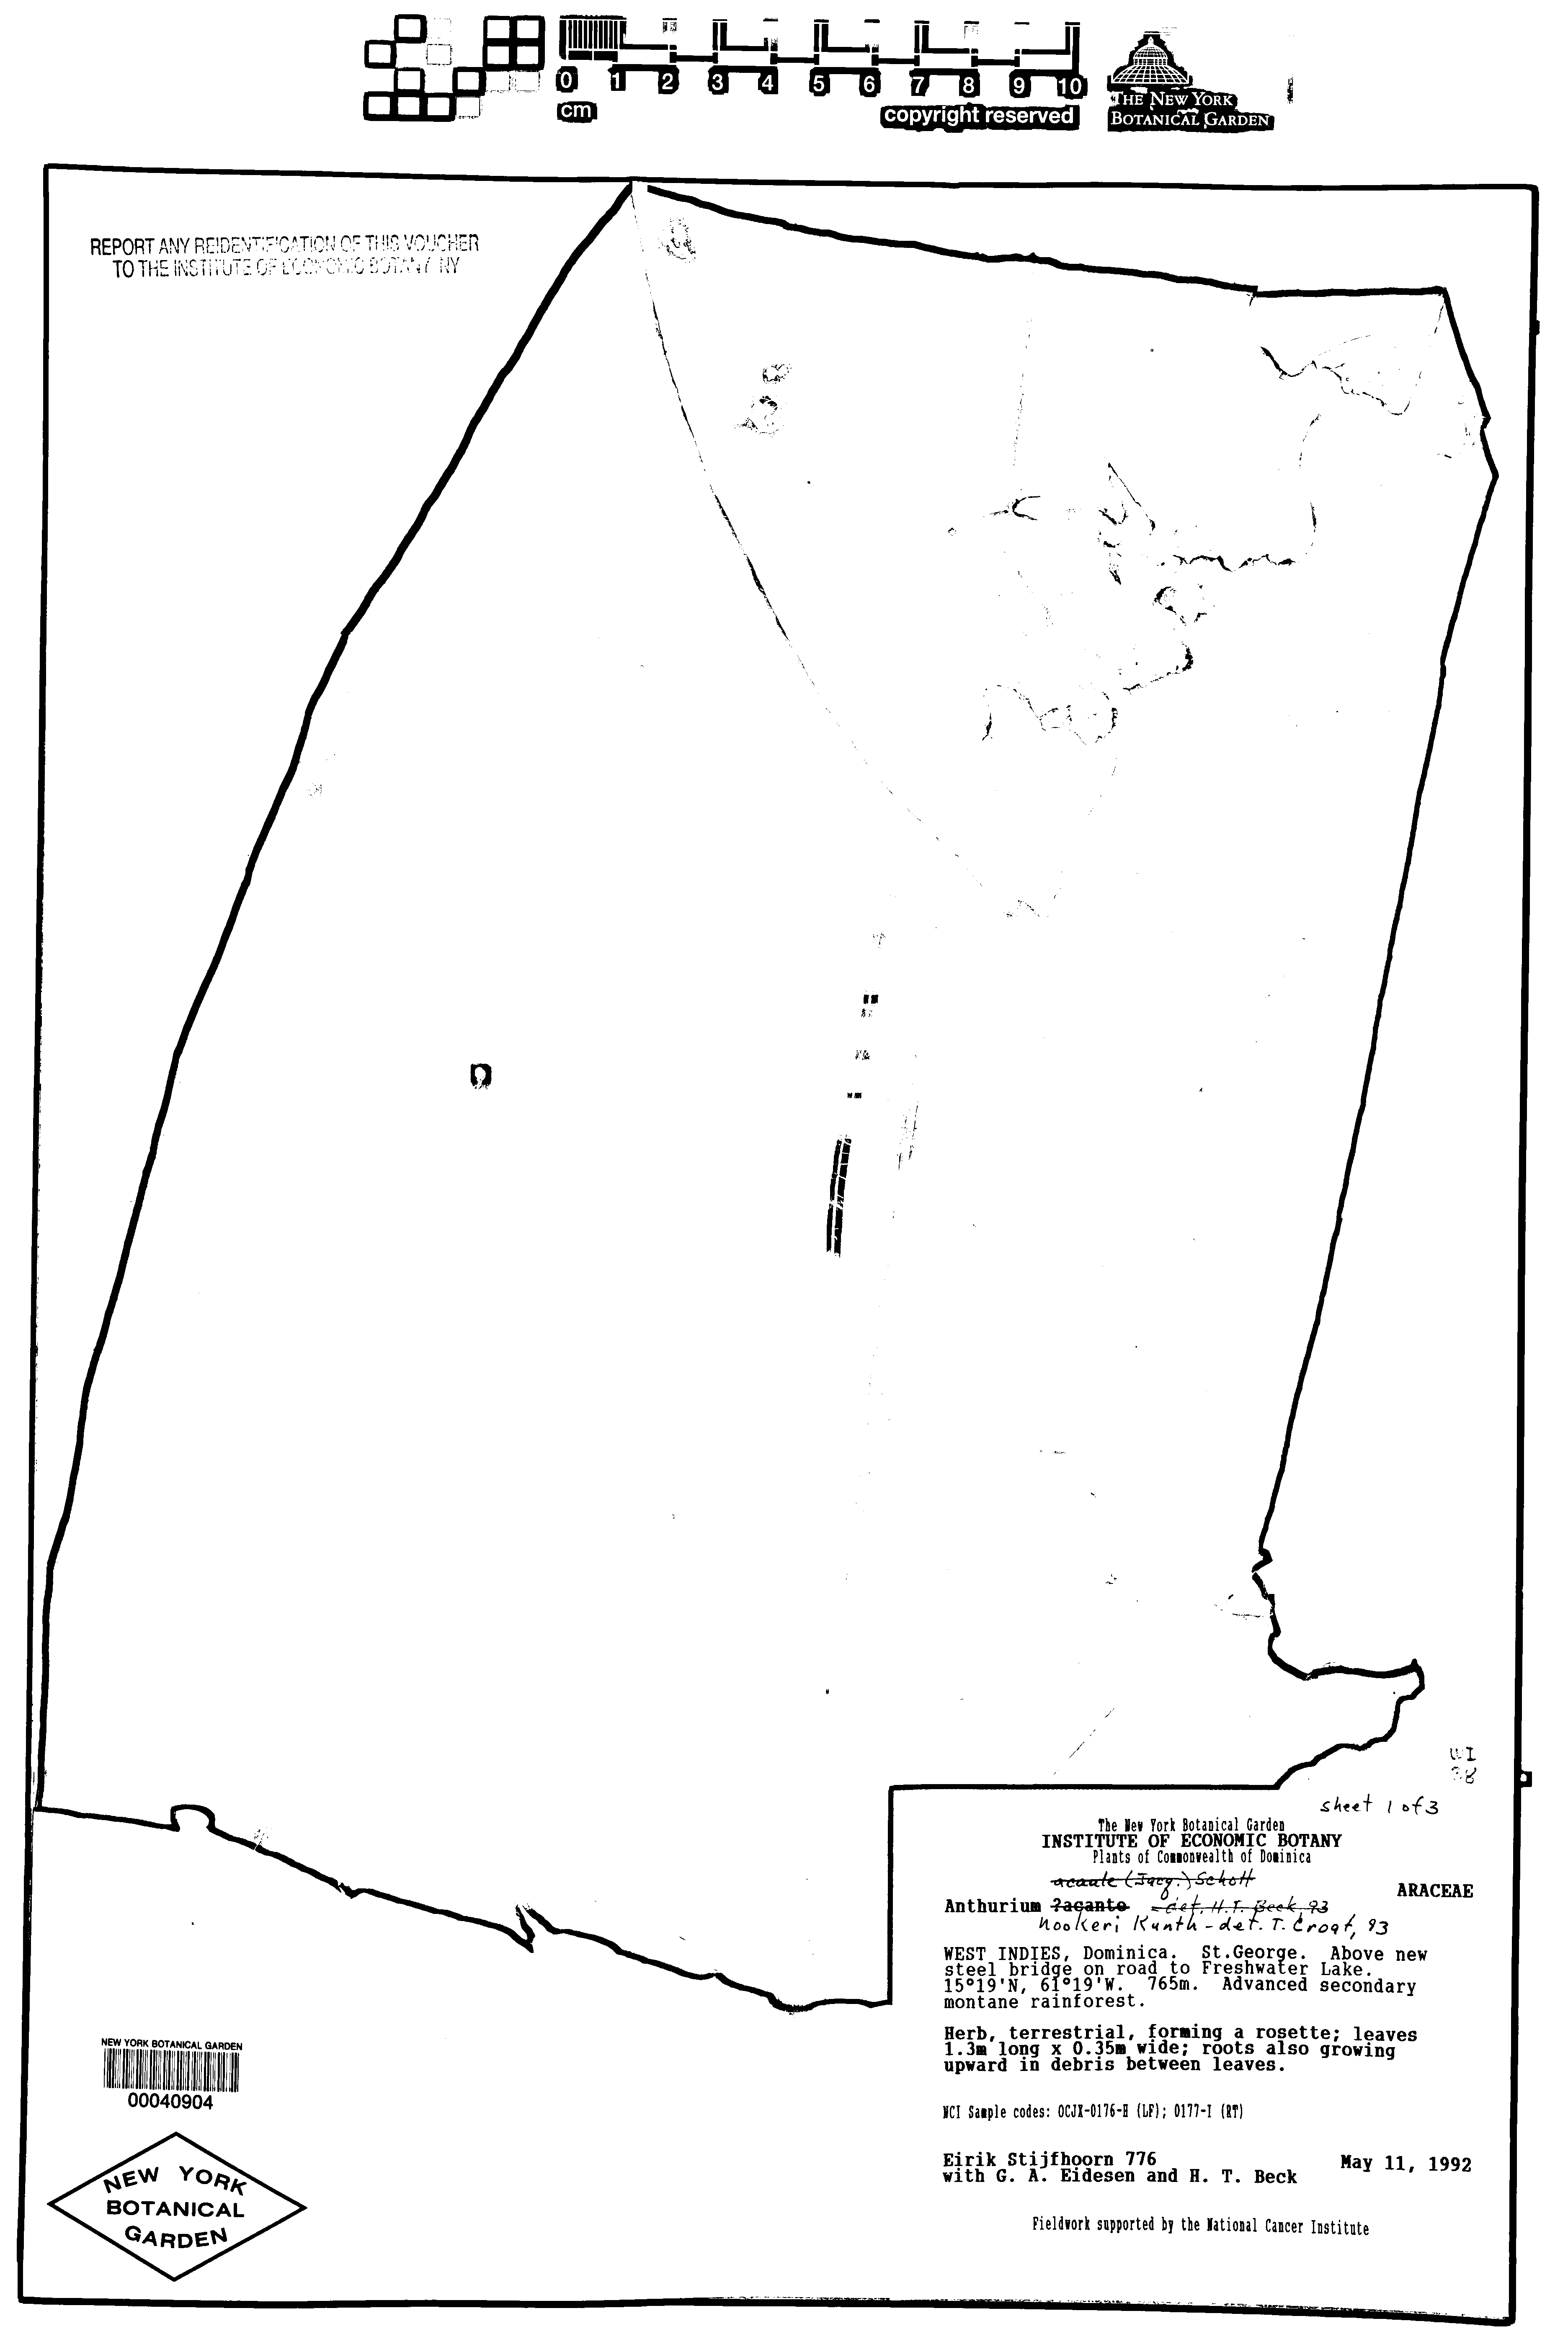 0 1 2 3 4 5 6 7 8 9 10
cm
copyright reserved
THE NEW YORK
BOTANICAL GARDEN
REPORT ANY REIDENTIFICATION OF THIS VOUCHER
TO THE INSTITUTE OF ECONOMIC BOTANY NY
WI
sheet 1 of 3
The New York Botanical Garden
INSTITUTE OF ECONOMIC BOTANY
Plants of Commonwealth of Dominica
acaule (Jacq.) Schott
ARACEAE
Anthurium ?acanto det. H.T. Beck, 93
hookeri Kunth - det. T. Croat, 93
WEST INDIES, Dominica. St.George. Above new
steel bridge on road to Freshwater Lake.
15°19'N, 61°19'W. 765m. Advanced secondary
montane rainforest.
Herb, terrestrial, forming a rosette; leaves
1.3m long x 0.35m wide; roots also growing
upward in debris between leaves.
NCI Sample codes: OCJX-0176-H (LF); 0177-I (RT)
Eirik Stijfhoorn 776 May 11, 1992
with G. A. Eidesen and H. T. Beck
Fieldwork supported by the National Cancer Institute
NEW YORK BOTANICAL GARDEN
00040904
NEW YORK
BOTANICAL
GARDEN